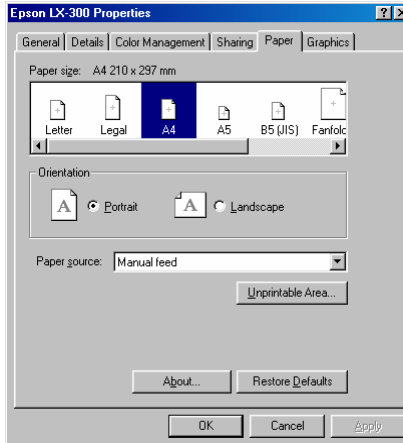 Epson LX-300 Properties
General Details Color Management Sharing Paper Graphics
Paper size: A4 210 x 297 mm
Letter Legal A4 A5 B5 (JIS) Fanfold
Orientation
A Portrait A Landscape
Paper source: Manual feed
Unprintable Area...
About... Restore Defaults
OK Cancel Apply